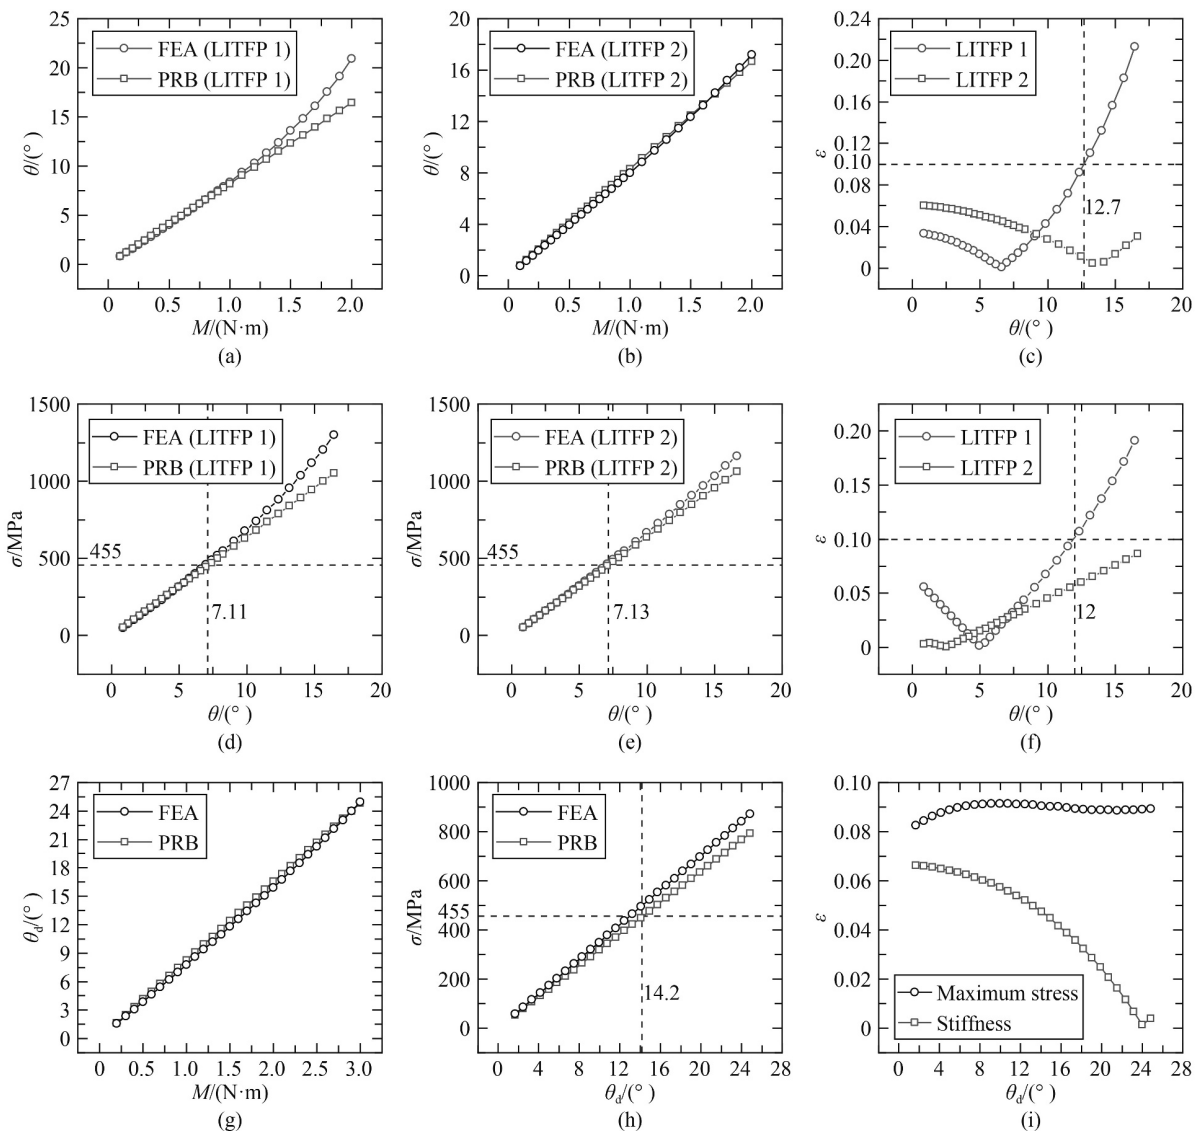 25
20
15
10
5
0
θ/(° )
FEA (LITFP 1)
PRB (LITFP 1)
0 0.5 1.0 1.5 2.0
M/(N·m)
(a)
20
16
12
8
4
0
θ/(° )
FEA (LITFP 2)
PRB (LITFP 2)
0 0.5 1.0 1.5 2.0
M/(N·m)
(b)
0.24
0.20
0.16
0.12
0.10
0.08
0.04
0
ε
LITFP 1
LITFP 2
12.7
0 5 10 15 20
θ/(° )
(c)
1500
1000
500
0
σ/MPa
FEA (LITFP 1)
PRB (LITFP 1)
455
7.11
0 5 10 15 20
θ/(° )
(d)
1500
1000
500
0
σ/MPa
FEA (LITFP 2)
PRB (LITFP 2)
455
7.13
0 5 10 15 20
θ/(° )
(e)
0.20
0.15
0.10
0.05
0
ε
LITFP 1
LITFP 2
12
0 5 10 15 20
θ/(° )
(f)
27
24
21
18
15
12
9
6
3
0
θd/(° )
FEA
PRB
0 0.5 1.0 1.5 2.0 2.5 3.0
M/(N·m)
(g)
1000
800
600
455
400
200
0
σ/MPa
FEA
PRB
14.2
0 4 8 12 16 20 24 28
θd/(° )
(h)
0.10
0.08
0.06
0.04
0.02
0
ε
Maximum stress
Stiffness
0 4 8 12 16 20 24 28
θd/(° )
(i)